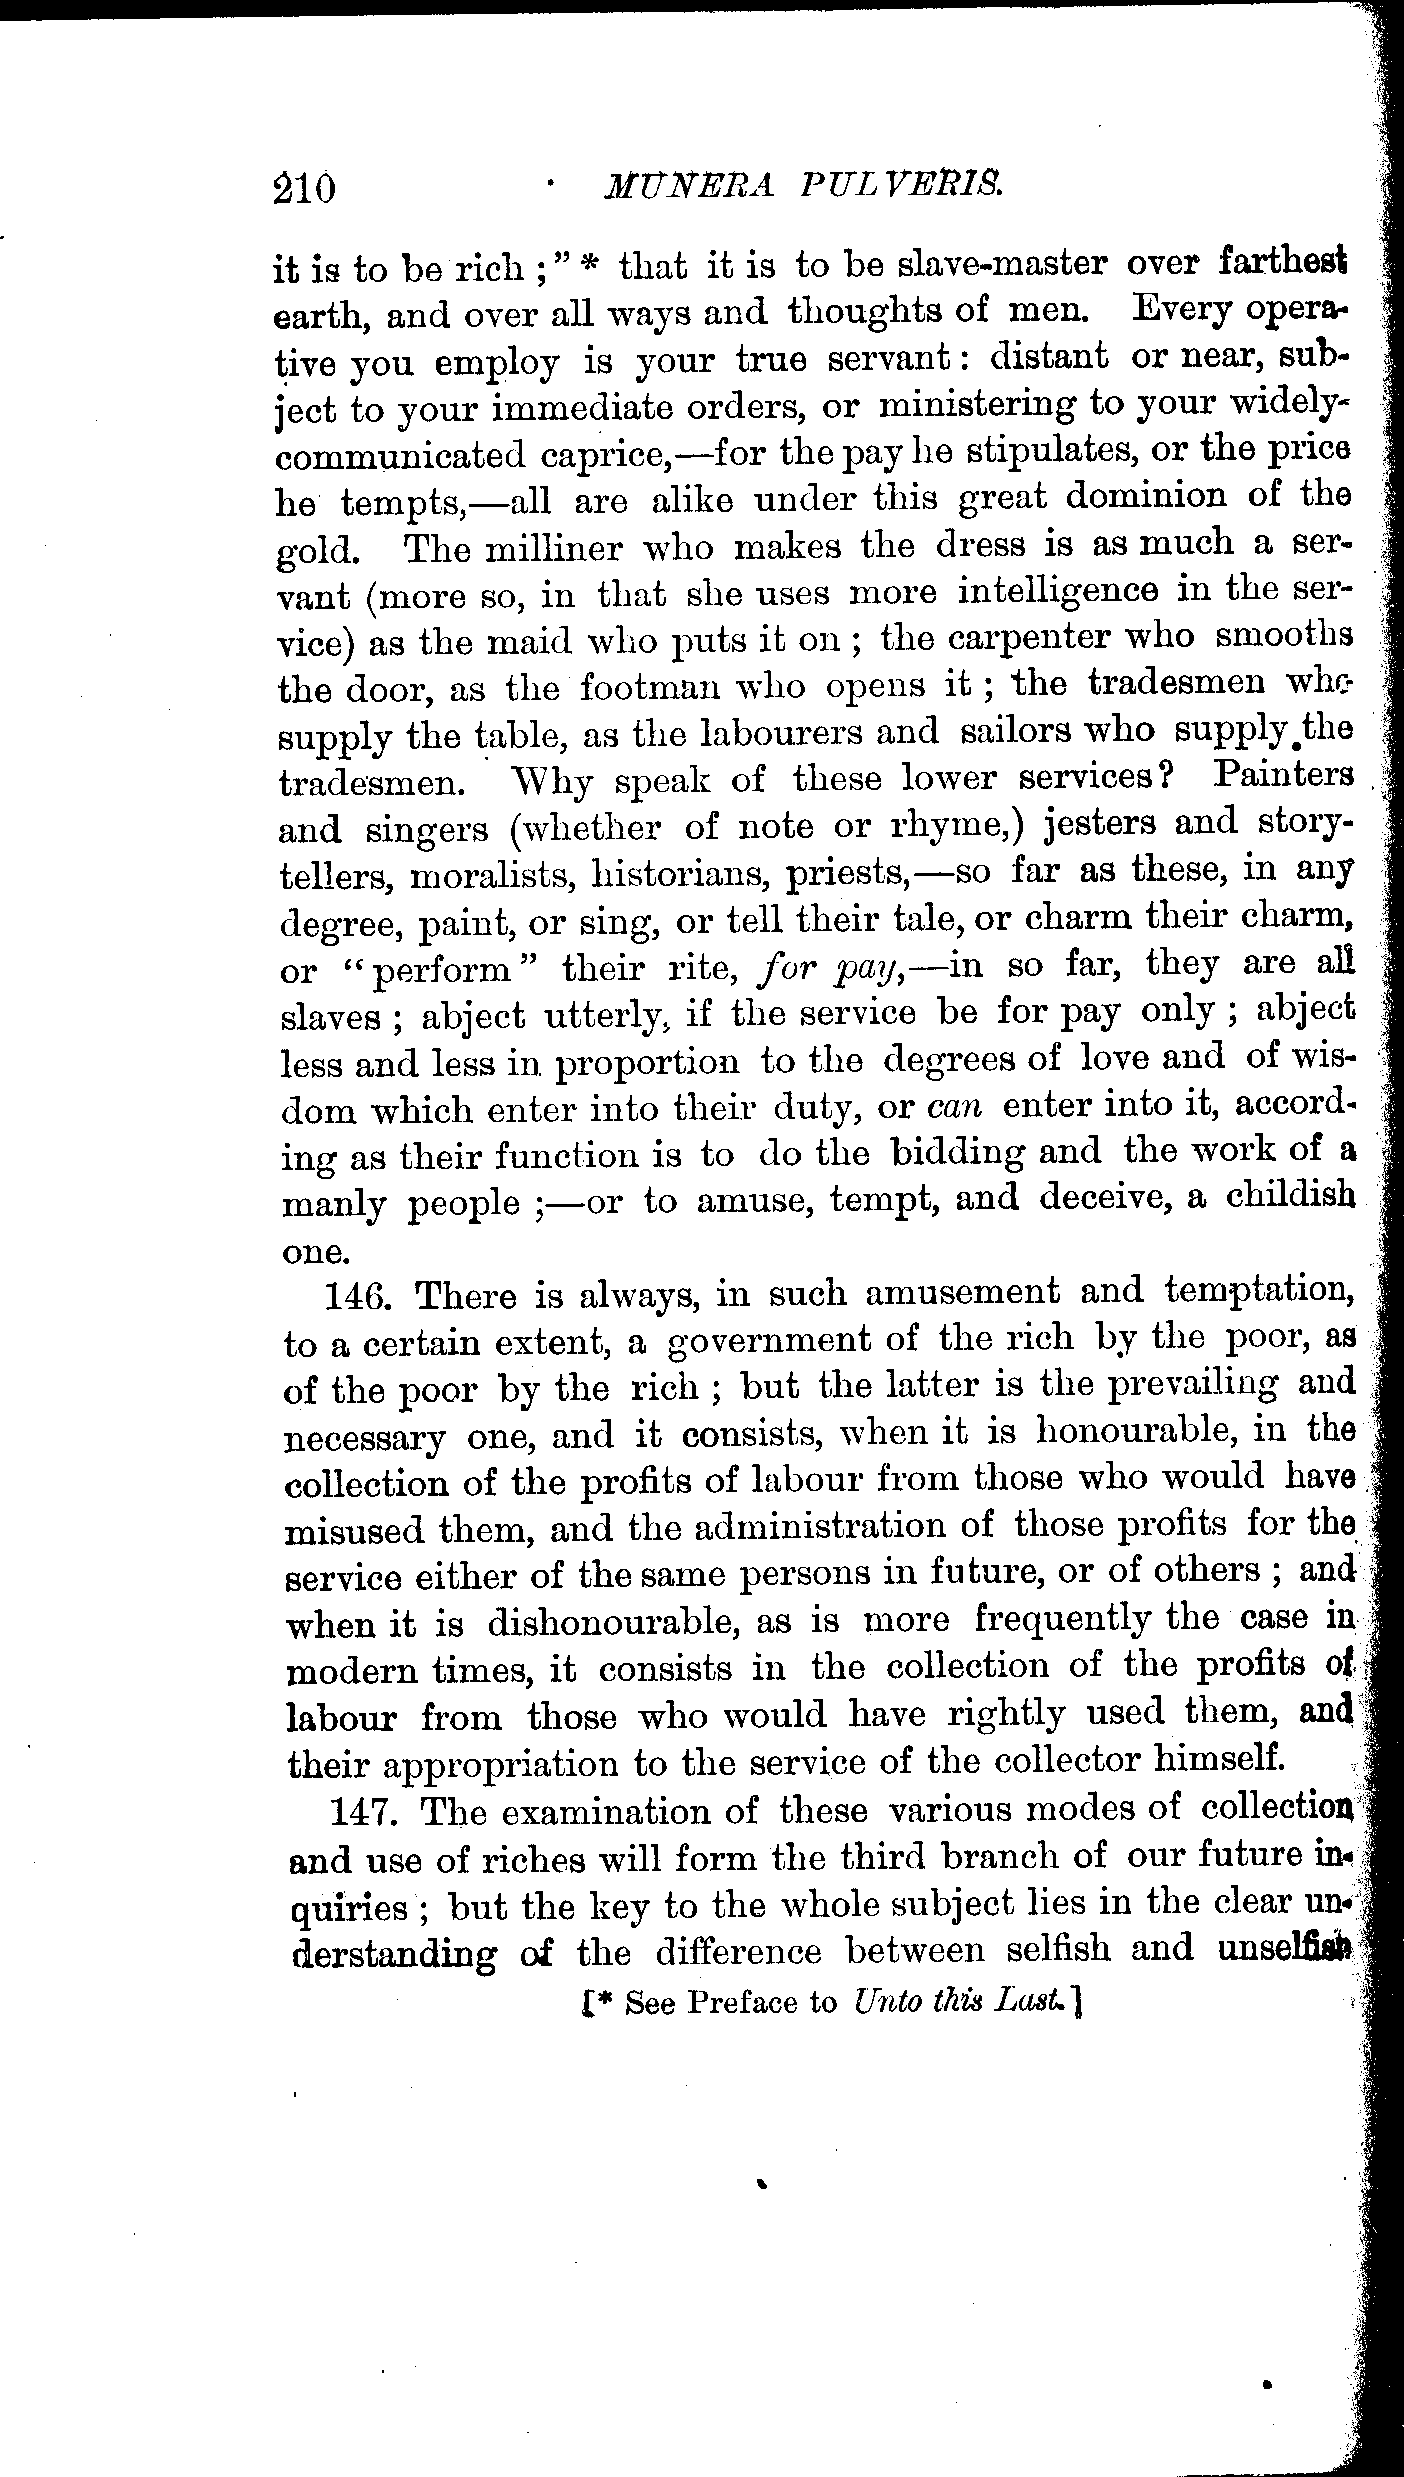 210 MUNERA PULVERIS.
it is to be rich ;" * that it is to be slave-master over farthest
earth, and over all ways and thoughts of men. Every opera-
tive you employ is your true servant : distant or near, sub-
ject to your immediate orders, or ministering to your widely-
communicated caprice,—for the pay he stipulates, or the price
he tempts,—all are alike under this great dominion of the
gold. The milliner who makes the dress is as much a ser-
vant (more so, in that she uses more intelligence in the ser-
vice) as the maid who puts it on ; the carpenter who smooths
the door, as the footman who opens it ; the tradesmen who
supply the table, as the labourers and sailors who supply the
tradesmen. Why speak of these lower services? Painters
and singers (whether of note or rhyme,) jesters and story-
tellers, moralists, historians, priests,—so far as these, in any
degree, paint, or sing, or tell their tale, or charm their charm,
or "perform" their rite, for pay,—in so far, they are all
slaves ; abject utterly, if the service be for pay only ; abject
less and less in proportion to the degrees of love and of wis-
dom which enter into their duty, or can enter into it, accord-
ing as their function is to do the bidding and the work of a
manly people ;—or to amuse, tempt, and deceive, a childish
one.
146. There is always, in such amusement and temptation,
to a certain extent, a government of the rich by the poor, as
of the poor by the rich ; but the latter is the prevailing and
necessary one, and it consists, when it is honourable, in the
collection of the profits of labour from those who would have
misused them, and the administration of those profits for the
service either of the same persons in future, or of others ; and
when it is dishonourable, as is more frequently the case in
modern times, it consists in the collection of the profits of
labour from those who would have rightly used them, and
their appropriation to the service of the collector himself.
147. The examination of these various modes of collection
and use of riches will form the third branch of our future in-
quiries ; but the key to the whole subject lies in the clear un-
derstanding of the difference between selfish and unselfish
[* See Preface to Unto this Last.]